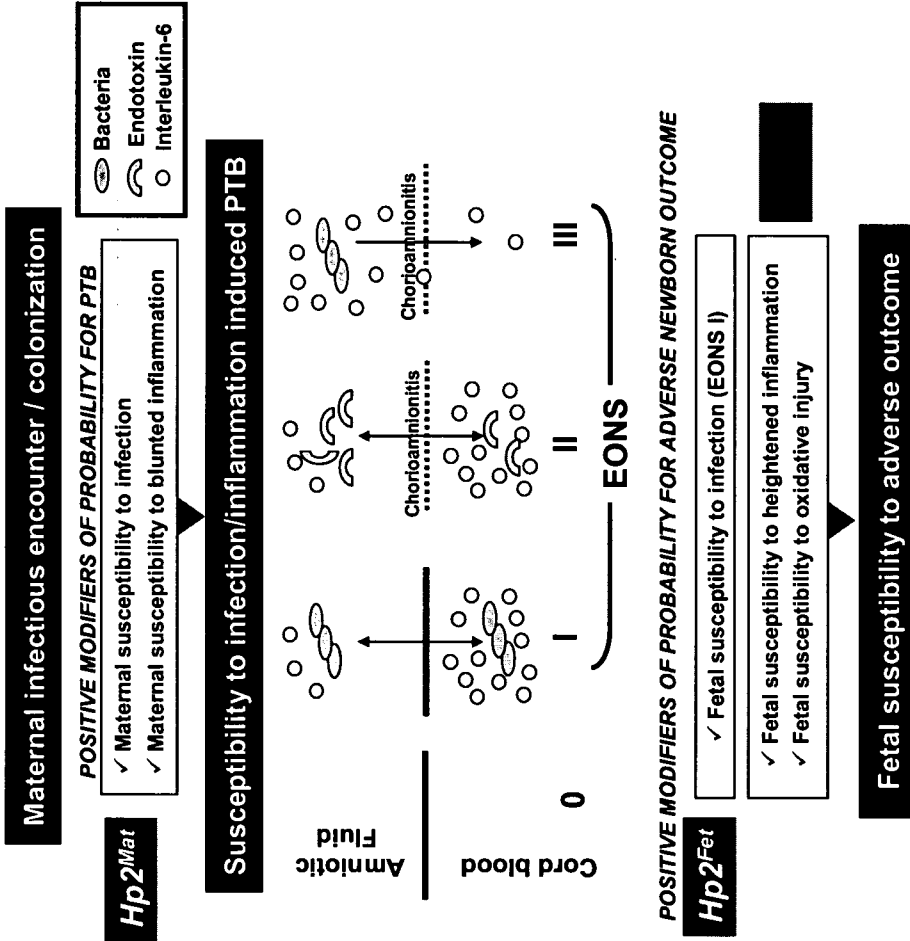 Maternal infectious encounter / colonization
POSITIVE MODIFIERS OF PROBABILITY FOR PTB
Hp2Mat
✓ Maternal susceptibility to infection
✓ Maternal susceptibility to blunted inflammation
Bacteria
Endotoxin
Interleukin-6
Susceptibility to infection/inflammation induced PTB
Amniotic
Fluid
Cord blood
Chorioamnionitis
Chorioamnionitis
0
I
II
III
EONS
POSITIVE MODIFIERS OF PROBABILITY FOR ADVERSE NEWBORN OUTCOME
Hp2Fet
✓ Fetal susceptibility to infection (EONS I)
✓ Fetal susceptibility to heightened inflammation
✓ Fetal susceptibility to oxidative injury
Fetal susceptibility to adverse outcome